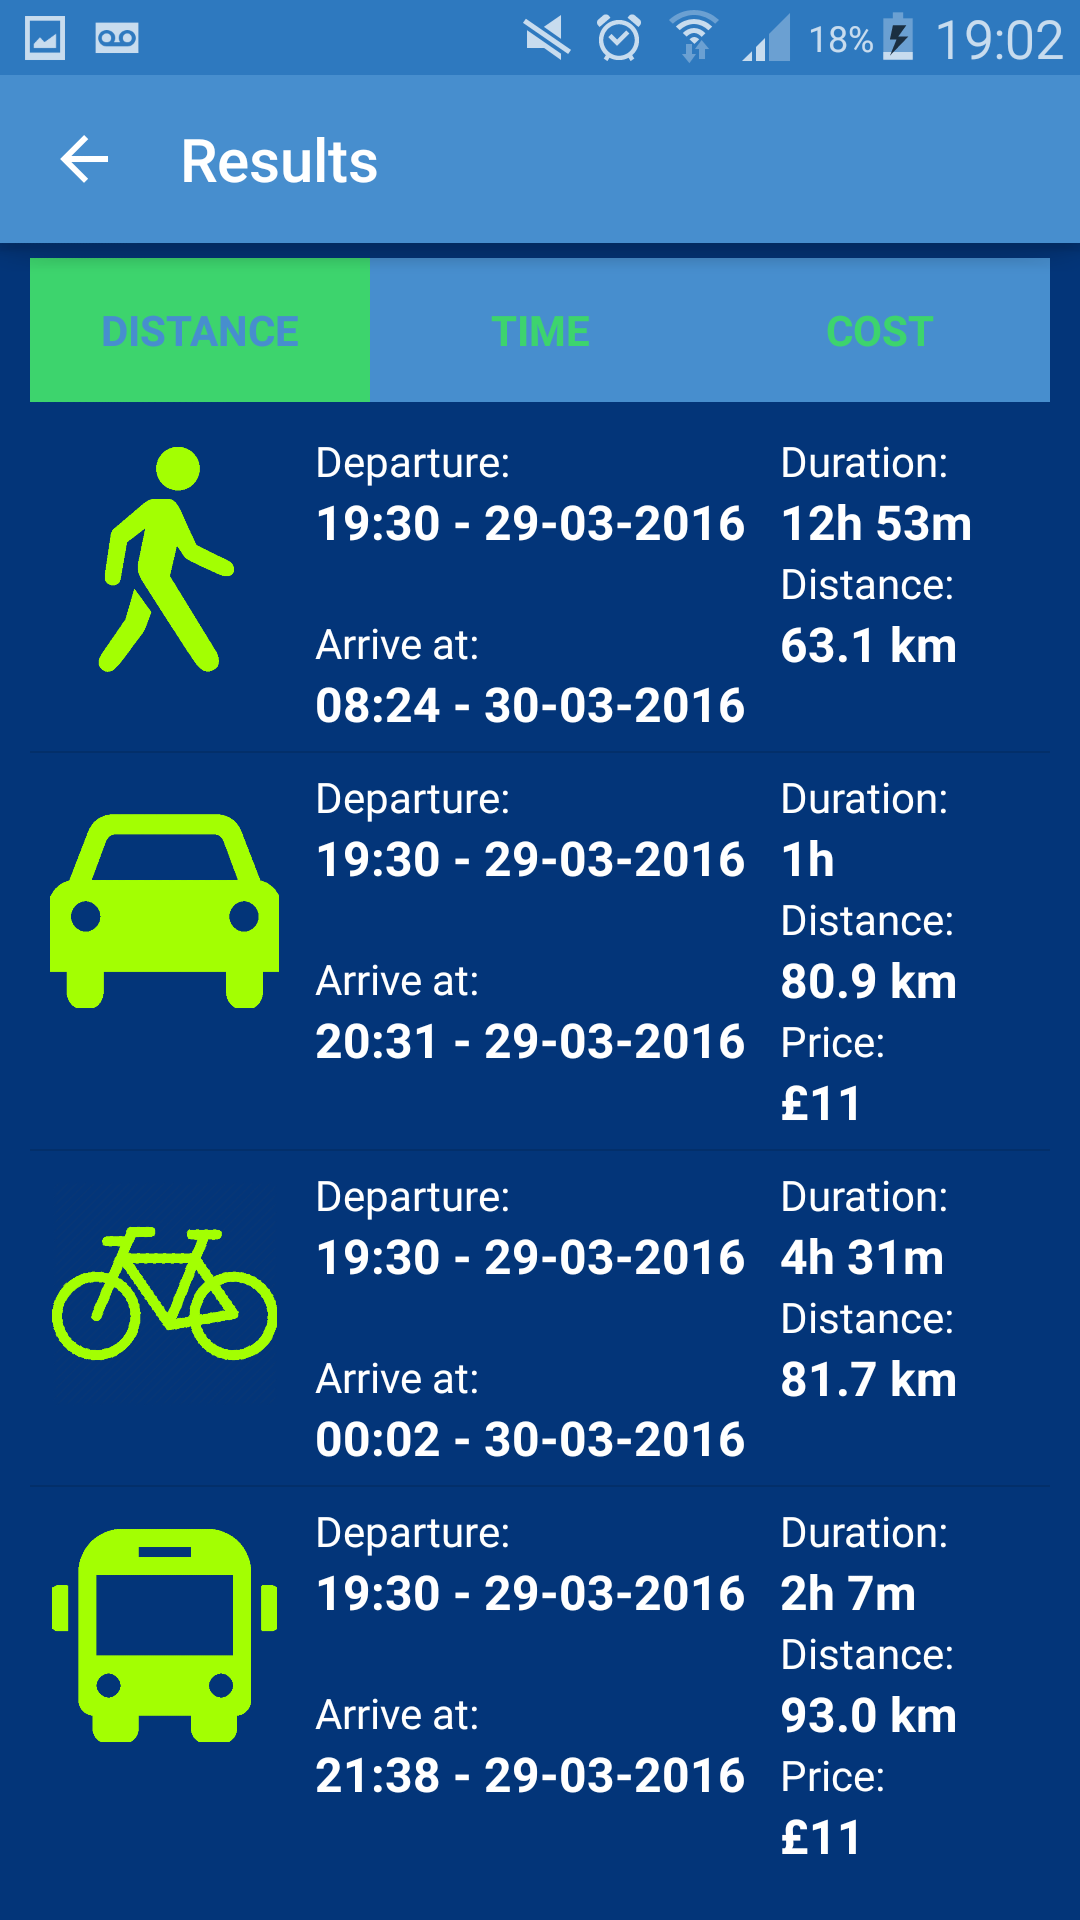 18% 19:02
Results
DISTANCE TIME COST
Departure: Duration:
19:30 - 29-03-2016 12h 53m
Distance:
Arrive at: 63.1 km
08:24 - 30-03-2016
Departure: Duration:
19:30 - 29-03-2016 1h
Distance:
Arrive at: 80.9 km
20:31 - 29-03-2016 Price:
£11
Departure: Duration:
19:30 - 29-03-2016 4h 31m
Distance:
Arrive at: 81.7 km
00:02 - 30-03-2016
Departure: Duration:
19:30 - 29-03-2016 2h 7m
Distance:
Arrive at: 93.0 km
21:38 - 29-03-2016 Price:
£11